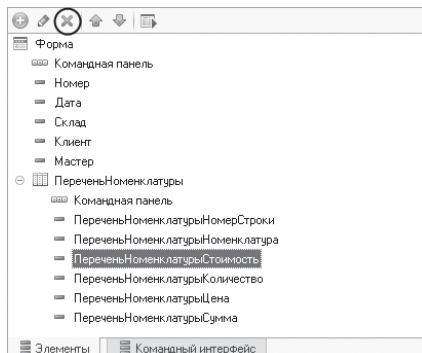 Форма
Командная панель
Номер
Дата
Склад
Клиент
Мастер
ПереченьНоменклатуры
Командная панель
ПереченьНоменклатурыНомерСтроки
ПереченьНоменклатурыНоменклатура
ПереченьНоменклатурыСтоимость
ПереченьНоменклатурыКоличество
ПереченьНоменклатурыЦена
ПереченьНоменклатурыСумма
Элементы Командный интерфейс